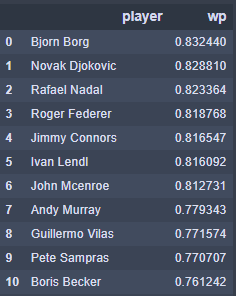 player wp
0 Bjorn Borg 0.832440
1 Novak Djokovic 0.828810
2 Rafael Nadal 0.823364
3 Roger Federer 0.818768
4 Jimmy Connors 0.816547
5 Ivan Lendl 0.816092
6 John Mcenroe 0.812731
7 Andy Murray 0.779343
8 Guillermo Vilas 0.771574
9 Pete Sampras 0.770707
10 Boris Becker 0.761242